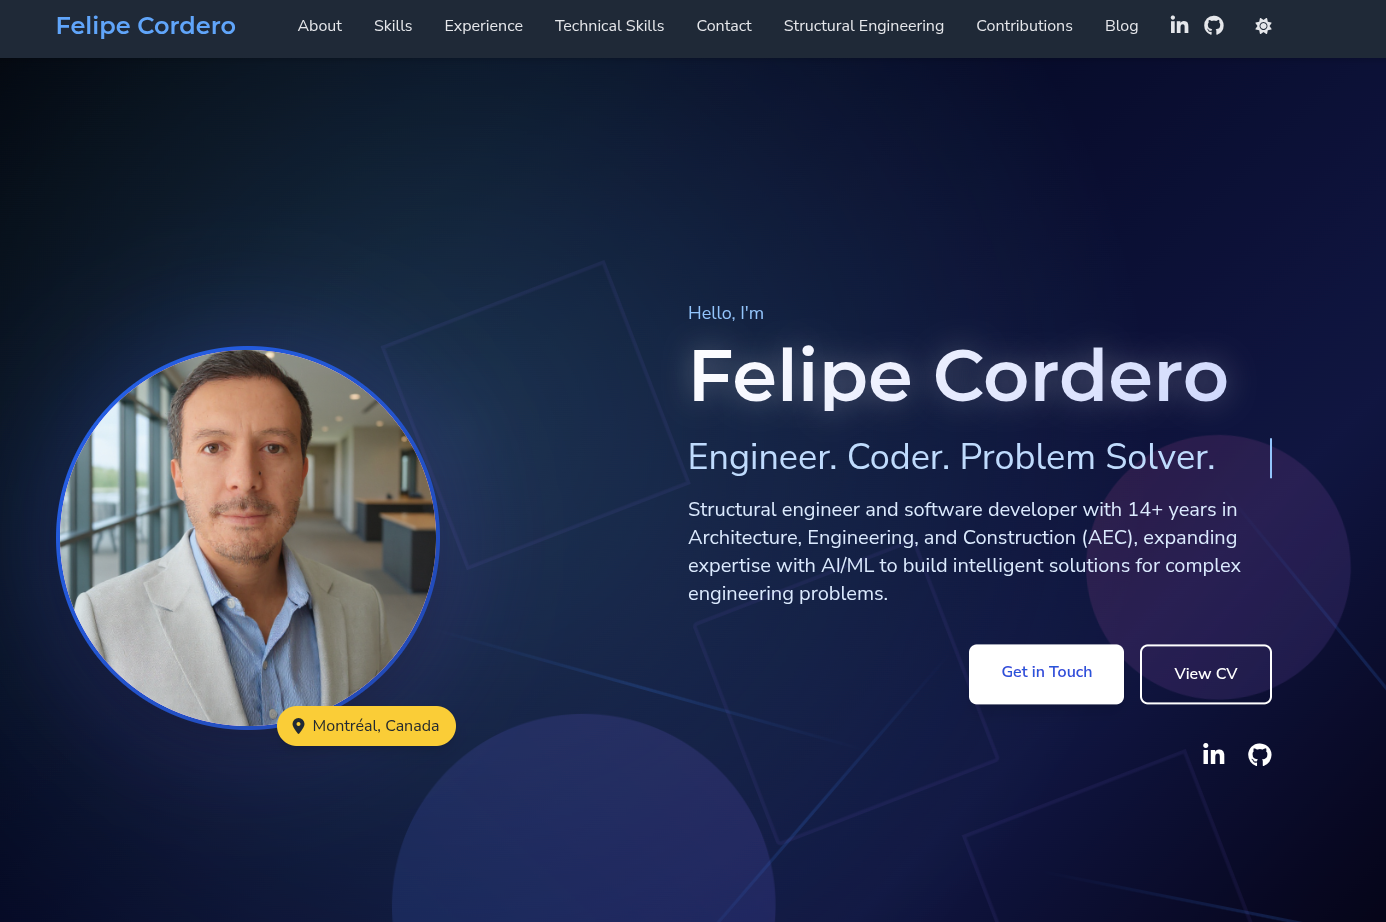 Felipe Cordero
About
Skills
Experience
Technical Skills
Contact
Structural Engineering
Contributions
Blog
Hello, I'm
Felipe Cordero
Engineer. Coder. Problem Solver.
Structural engineer and software developer with 14+ years in
Architecture, Engineering, and Construction (AEC), expanding
expertise with AI/ML to build intelligent solutions for complex
engineering problems.
Get in Touch
View CV
Montréal, Canada